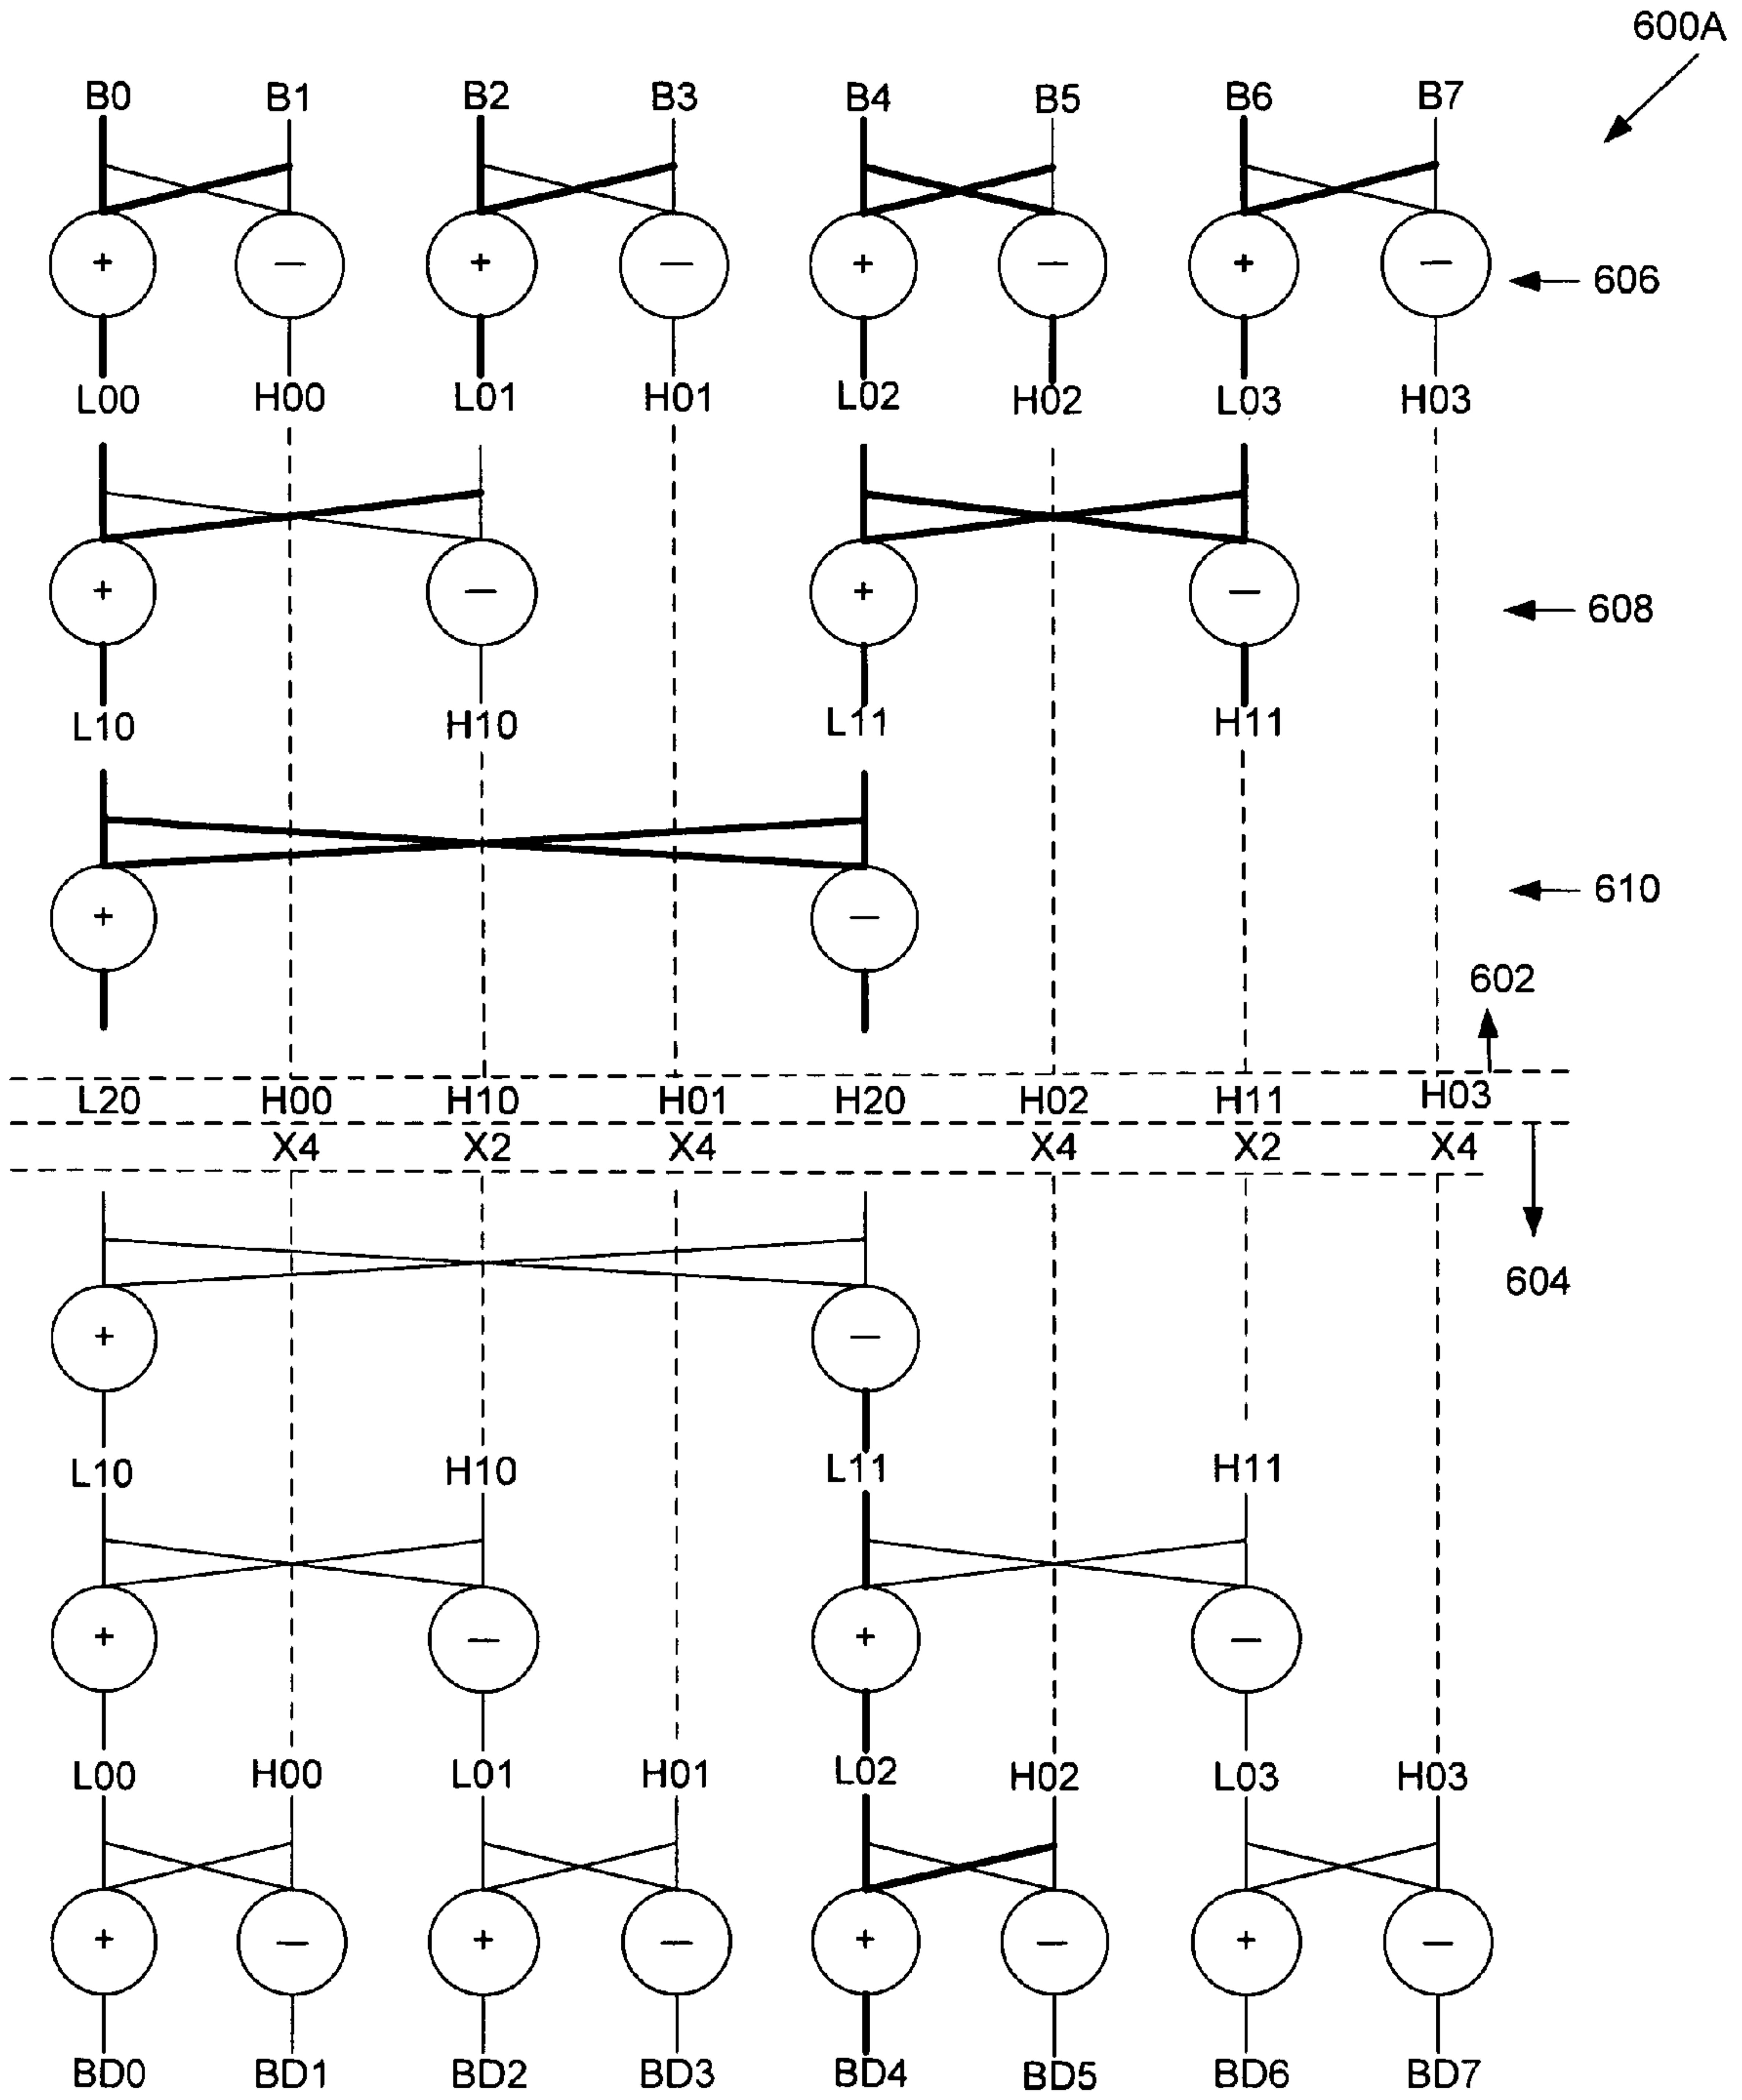 600A
B0 B1 B2 B3 B4 B5 B6 B7
+ — + — + — + —
606
L00 H00 L01 H01 L02 H02 L03 H03
+ — + —
608
L10 H10 L11 H11
+ —
610
602
L20 H00 H10 H01 H20 H02 H11 H03
X4 X2 X4 X4 X2 X4
604
+ —
L10 H10 L11 H11
+ — + —
L00 H00 L01 H01 L02 H02 L03 H03
+ — + — + — + —
BD0 BD1 BD2 BD3 BD4 BD5 BD6 BD7